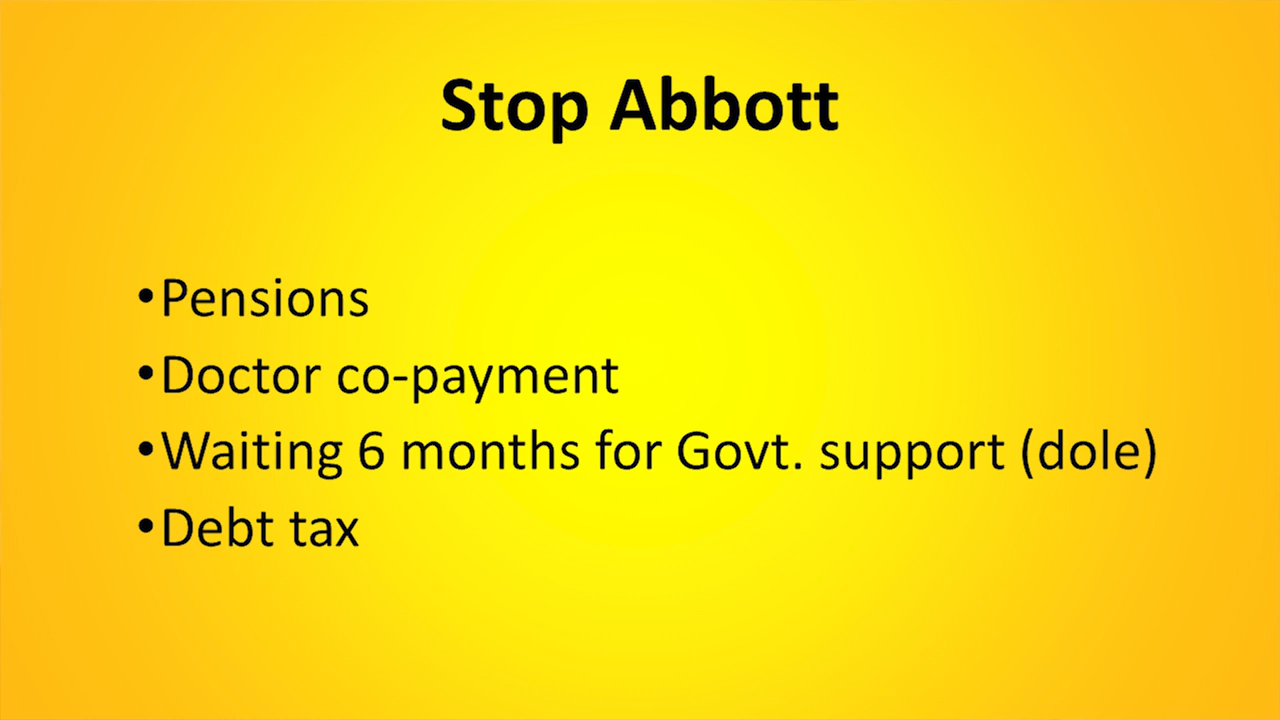 Stop Abbott
•Pensions
•Doctor co-payment
•Waiting 6 months for Govt. support (dole)
•Debt tax